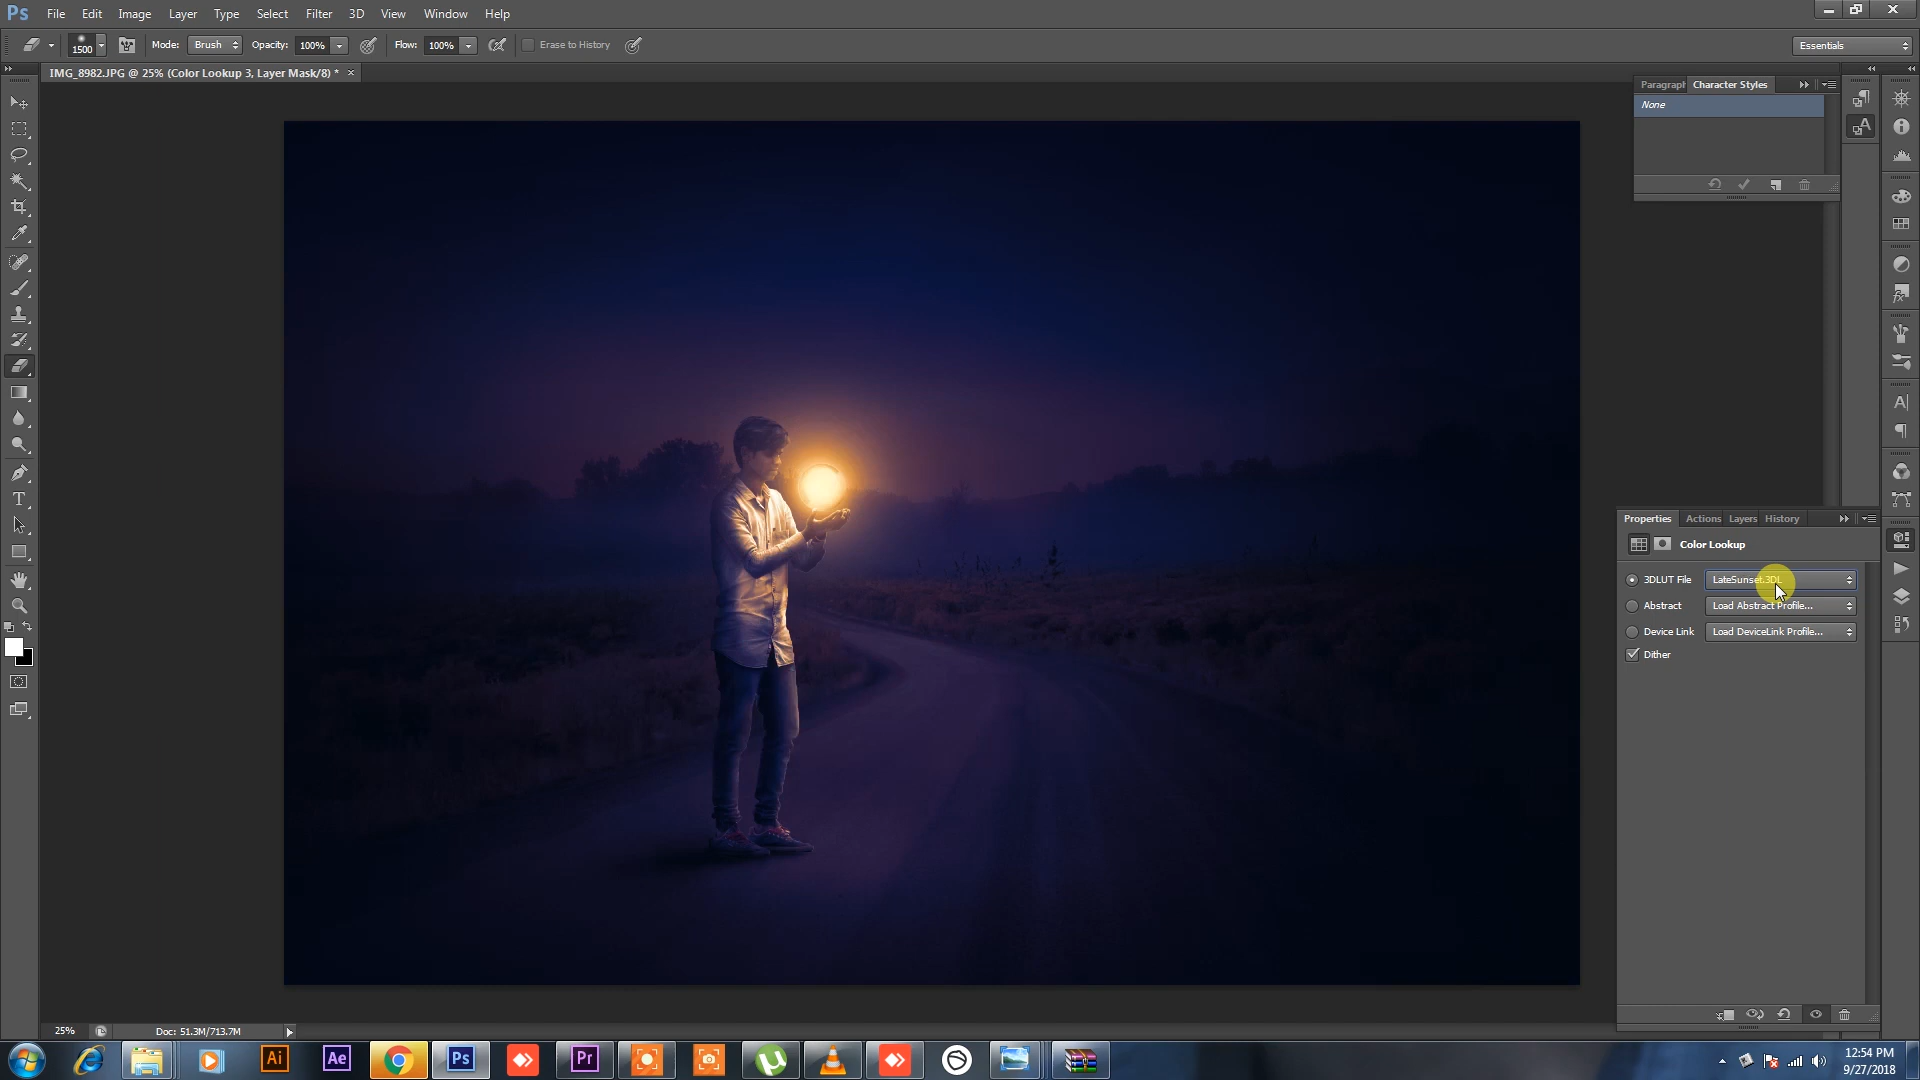 Ps File Edit Image Layer Type Select Filter 3D View Window Help
1500 Mode: Brush Opacity: 100% Flow: 100% Erase to History Essentials
IMG_8982.JPG @ 25% (Color Lookup 3, Layer Mask/8) * ×
Paragraph Character Styles
None
Properties Actions Layers History
Color Lookup
3DLUT File LateSunset.3DL
Abstract Load Abstract Profile...
Device Link Load DeviceLink Profile...
Dither
25% Doc: 51.3M/713.7M
Ai Ae Ps Pr
12:54 PM
9/27/2018